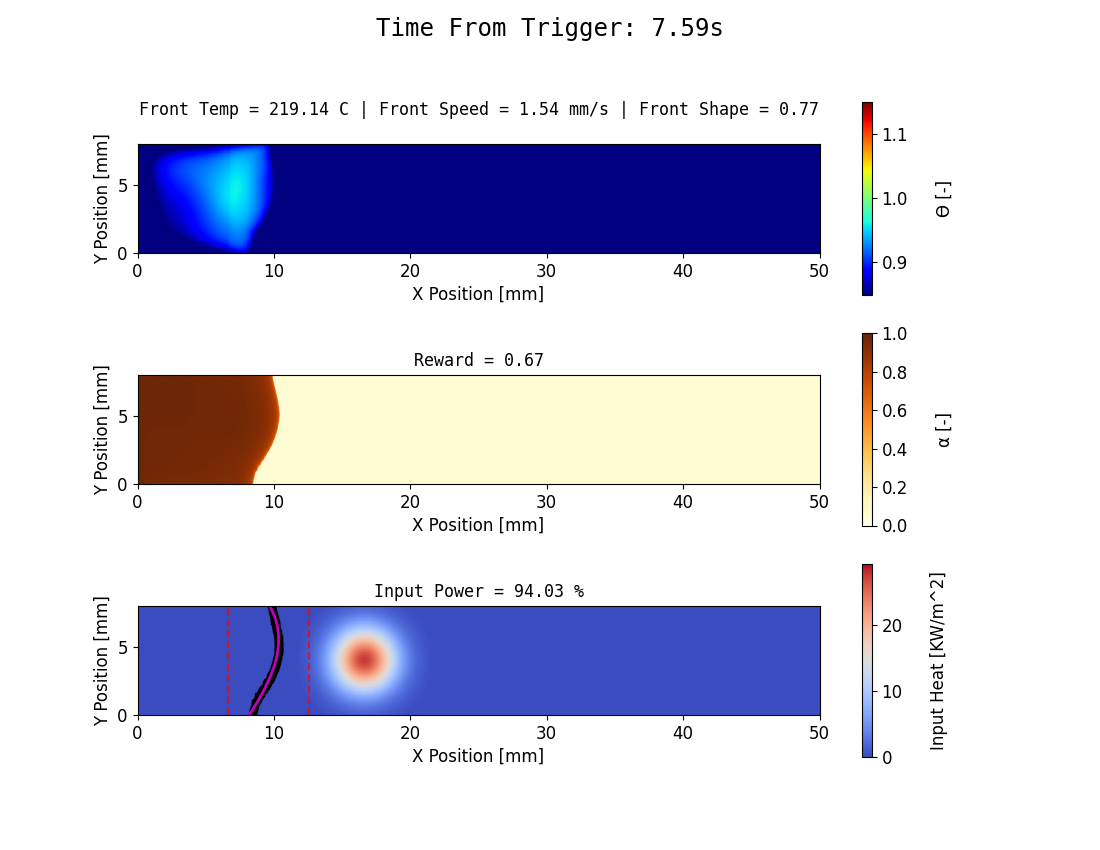 Time From Trigger: 7.59s
Front Temp = 219.14 C | Front Speed = 1.54 mm/s | Front Shape = 0.77
Y Position [mm]
5
0
0 10 20 30 40 50
X Position [mm]
1.1
1.0
0.9
Θ [-]
Reward = 0.67
Y Position [mm]
5
0
0 10 20 30 40 50
X Position [mm]
1.0
0.8
0.6
0.4
0.2
0.0
α [-]
Input Power = 94.03 %
Y Position [mm]
5
0
0 10 20 30 40 50
X Position [mm]
20
10
0
Input Heat [KW/m^2]